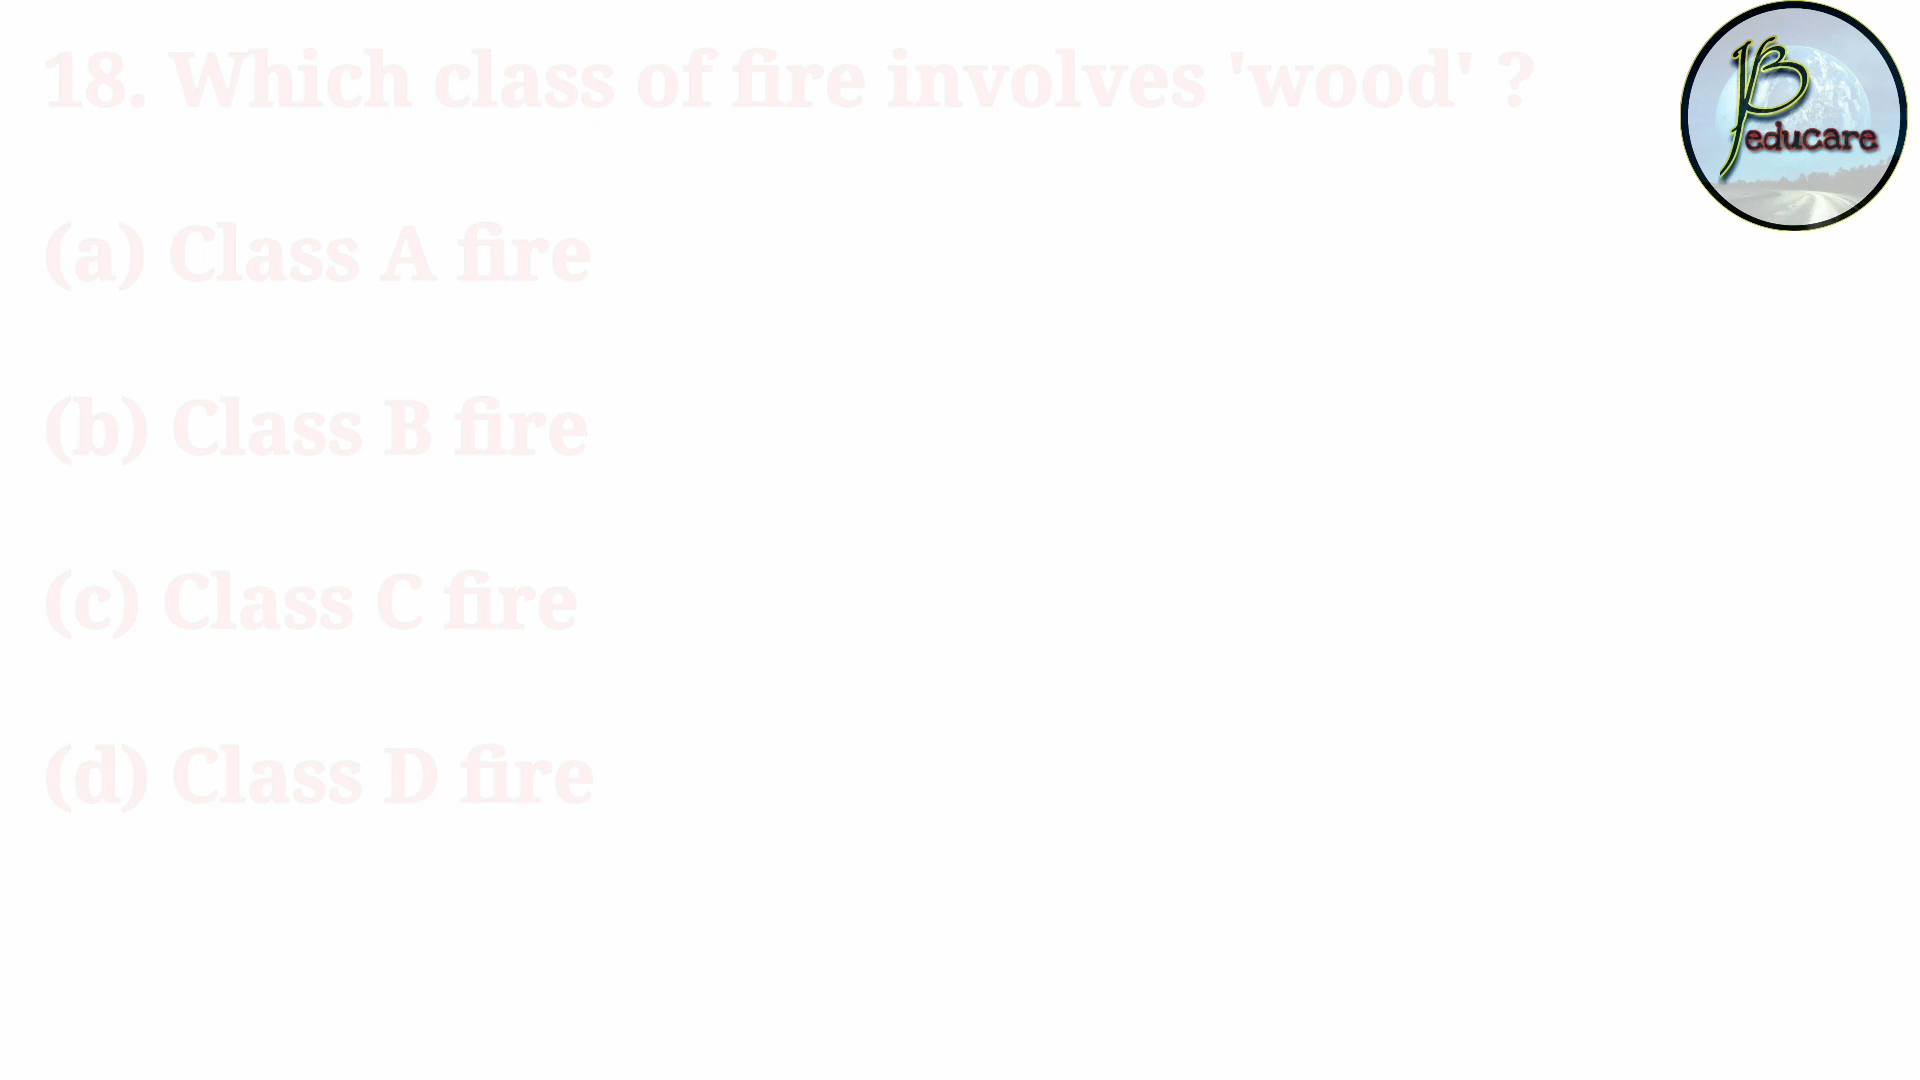 18. Which class of fire involves 'wood' ?
(a) Class A fire
(b) Class B fire
(c) Class C fire
(d) Class D fire
educare